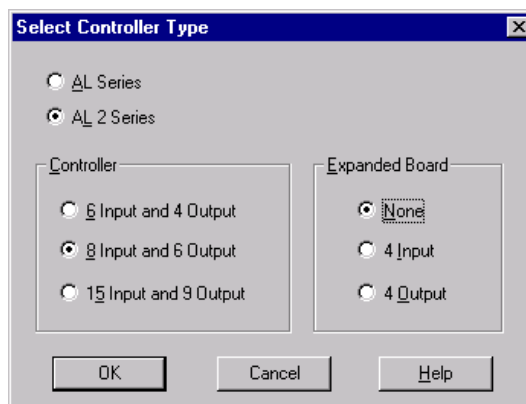 Select Controller Type
AL Series
AL 2 Series
Controller
6 Input and 4 Output
8 Input and 6 Output
15 Input and 9 Output
Expanded Board
None
4 Input
4 Output
OK
Cancel
Help